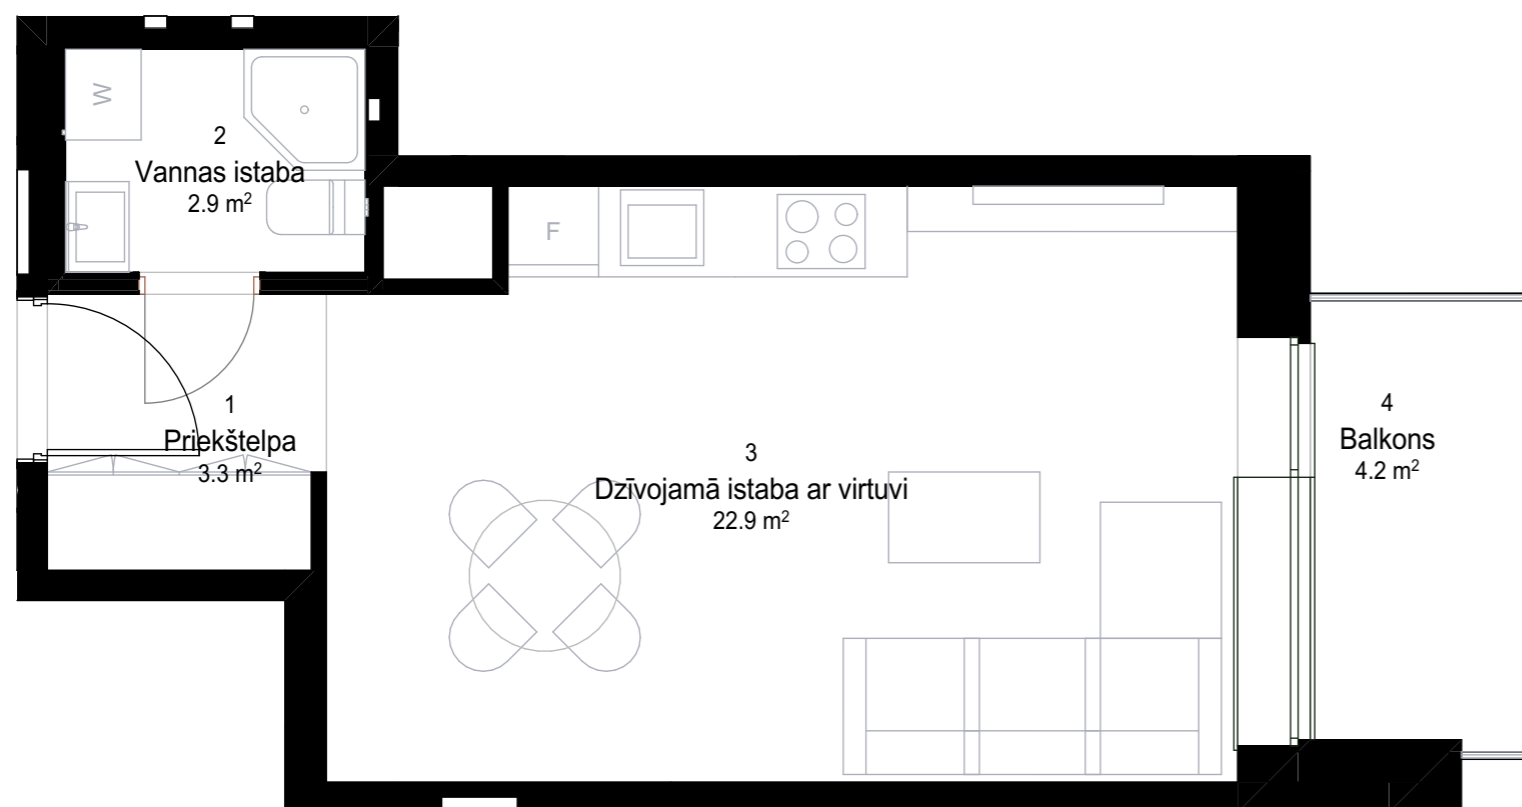 W
2
Vannas istaba
2.9 m²
F
1
Priekštelpa
3.3 m²
3
Dzīvojamā istaba ar virtuvi
22.9 m²
4
Balkons
4.2 m²